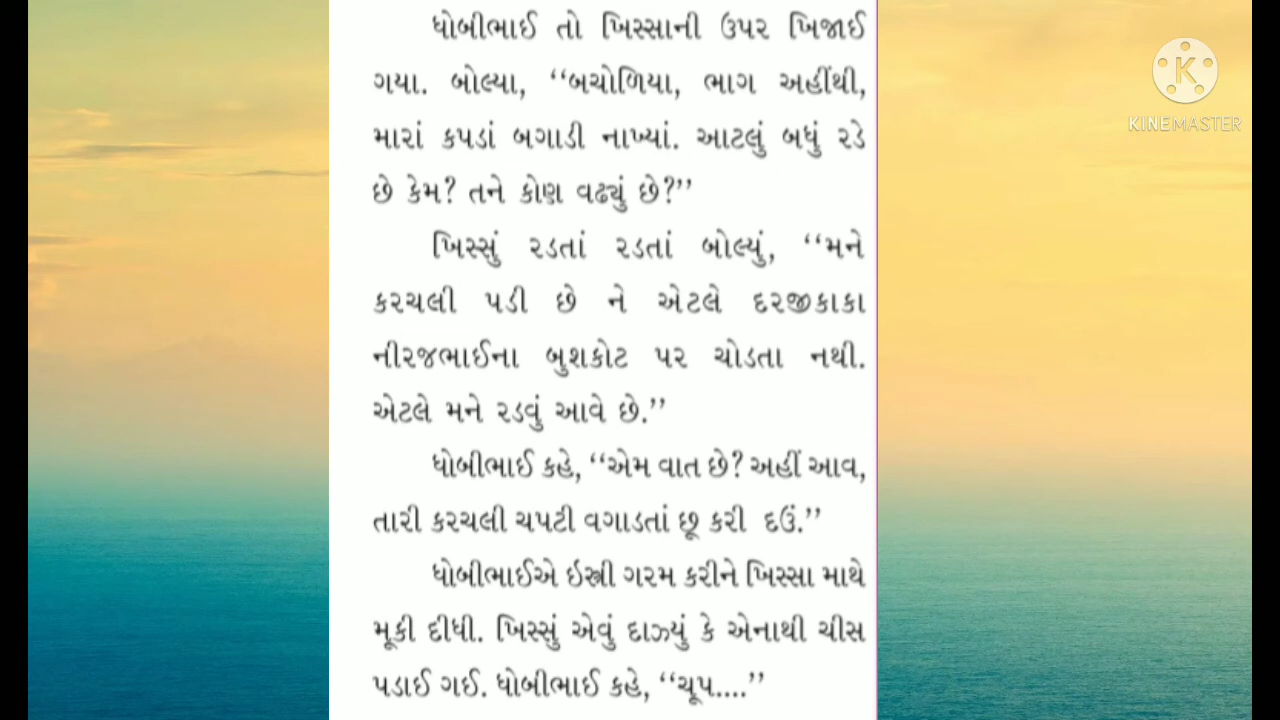 ધોબીભાઈ તો ખિસ્સાની ઉપર ખિજાઈ
ગયા. બોલ્યા, ‘‘બચોળિયા, ભાગ અહીંથી,
મારાં કપડાં બગાડી નાખ્યાં. આટલું બધું રડે
છે કેમ? તને કોણ વઢ્યું છે?’’
ખિસ્સું રડતાં રડતાં બોલ્યું, ‘‘મને
કરચલી પડી છે ને એટલે દરજીકાકા
નીરજભાઈના બુશકોટ પર ચોડતા નથી.
એટલે મને રડવું આવે છે.’’
ધોબીભાઈ કહે, ‘‘એમ વાત છે? અહીં આવ,
તારી કરચલી ચપટી વગાડતાં છૂ કરી દઉં.’’
ધોબીભાઈએ ઇસ્ત્રી ગરમ કરીને ખિસ્સા માથે
મૂકી દીધી. ખિસ્સું એવું દાઝ્યું કે એનાથી ચીસ
પડાઈ ગઈ. ધોબીભાઈ કહે, ‘‘ચૂપ....’’
K
KINEMASTER